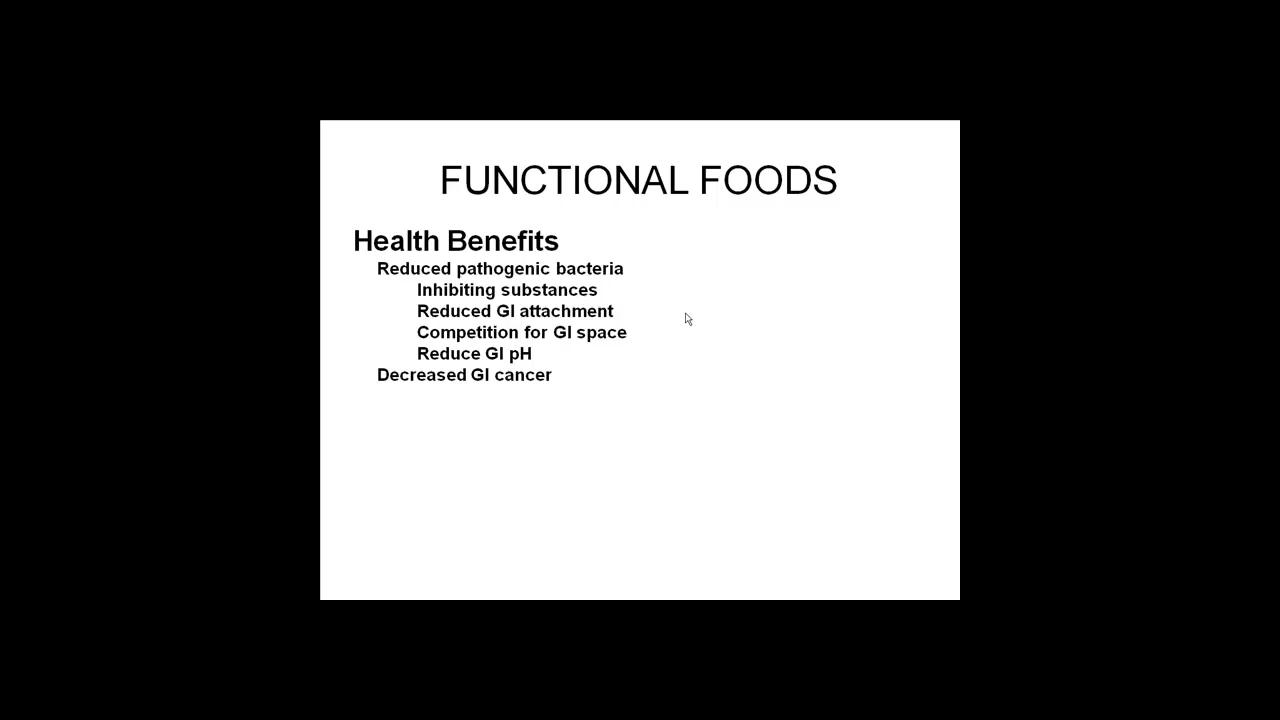 FUNCTIONAL FOODS
Health Benefits
Reduced pathogenic bacteria
Inhibiting substances
Reduced GI attachment
Competition for GI space
Reduce GI pH
Decreased GI cancer